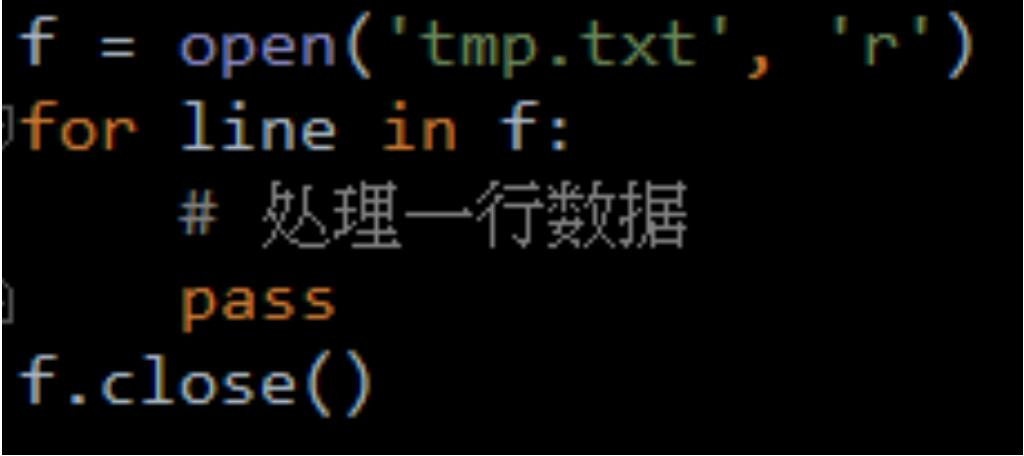 f = open('tmp.txt', 'r')
for line in f:
    # 处理一行数据
    pass
f.close()